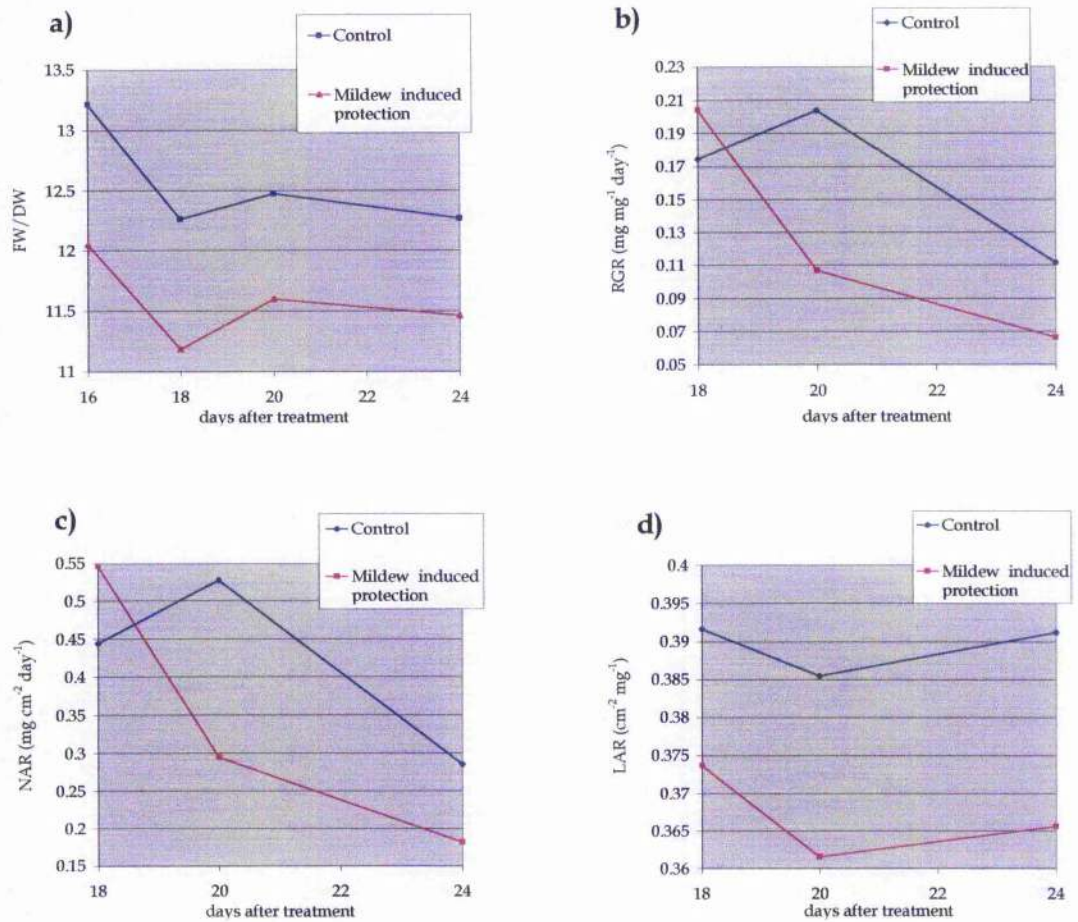 a)
Control
Mildew induced
protection
FW/DW
13.5
13
12.5
12
11.5
11
16 18 20 22 24
days after treatment
b)
Control
Mildew induced
protection
RGR (mg mg⁻¹ day⁻¹)
0.23
0.21
0.19
0.17
0.15
0.13
0.11
0.09
0.07
0.05
18 20 22 24
days after treatment
c)
Control
Mildew induced
protection
NAR (mg cm⁻² day⁻¹)
0.55
0.5
0.45
0.4
0.35
0.3
0.25
0.2
0.15
18 20 22 24
days after treatment
d)
Control
Mildew induced
protection
LAR (cm⁻² mg⁻¹)
0.4
0.395
0.39
0.385
0.38
0.375
0.37
0.365
0.36
18 20 22 24
days after treatment